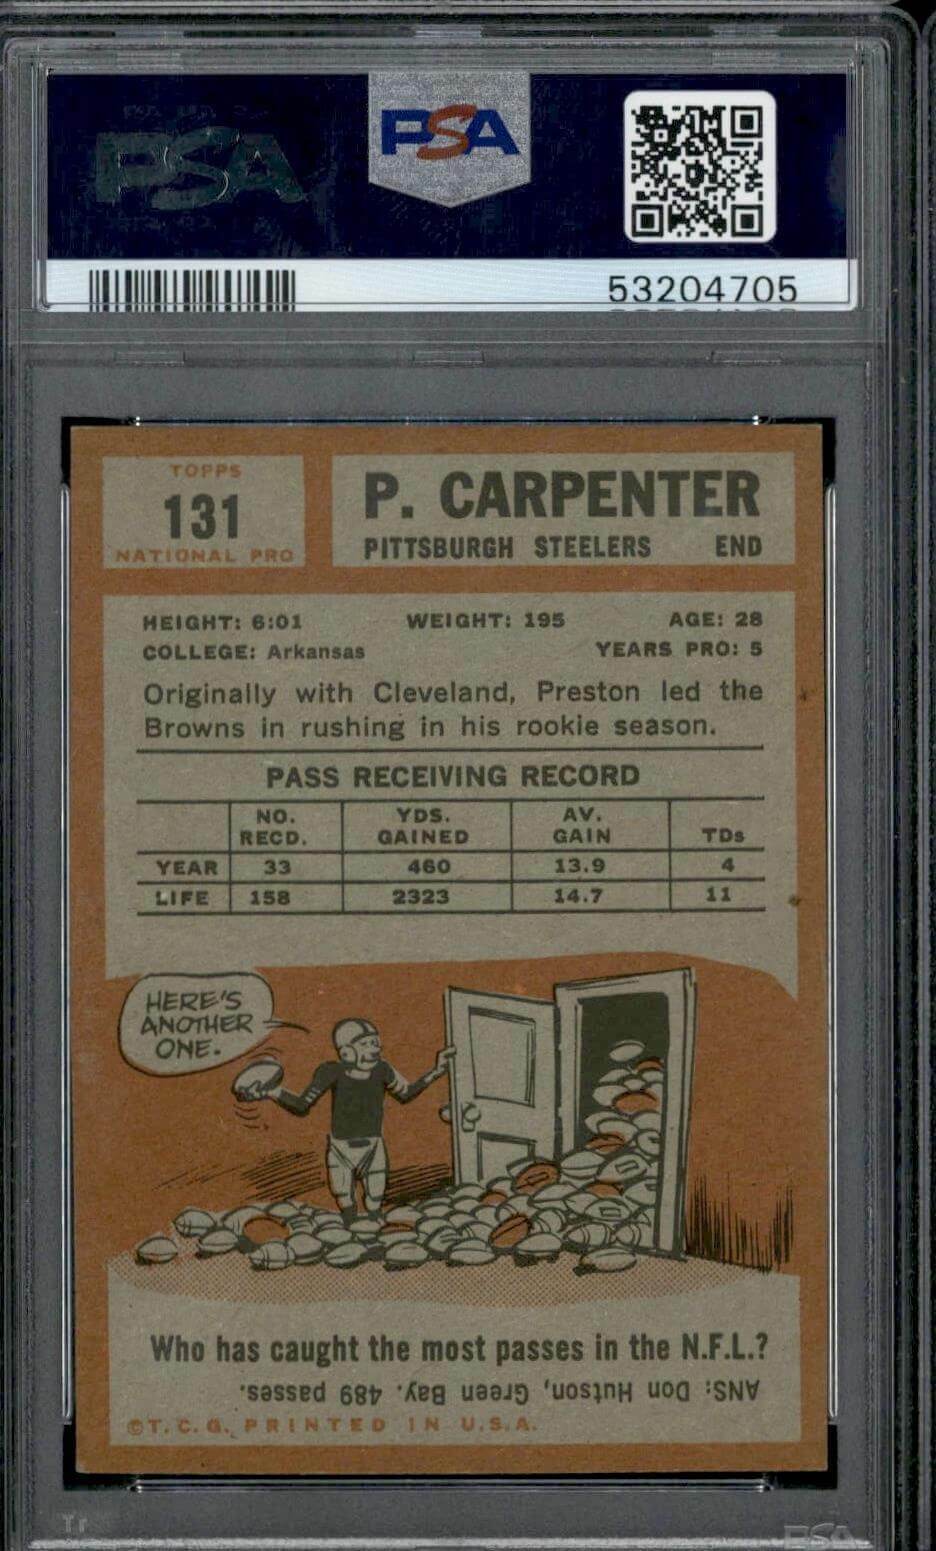 PSA
PSA
53204705
TOPPS
131
NATIONAL PRO
P. CARPENTER
PITTSBURGH STEELERS END
HEIGHT: 6:01 WEIGHT: 195 AGE: 28
COLLEGE: Arkansas YEARS PRO: 5
Originally with Cleveland, Preston led the
Browns in rushing in his rookie season.
PASS RECEIVING RECORD
NO. YDS. AV.
RECD. GAINED GAIN TDs
YEAR 33 460 13.9 4
LIFE 158 2323 14.7 11
HERE'S
ANOTHER
ONE.
Who has caught the most passes in the N.F.L.?
ANS: Don Hutson, Green Bay. 489 passes.
©T.C.G. PRINTED IN U.S.A.
PSA